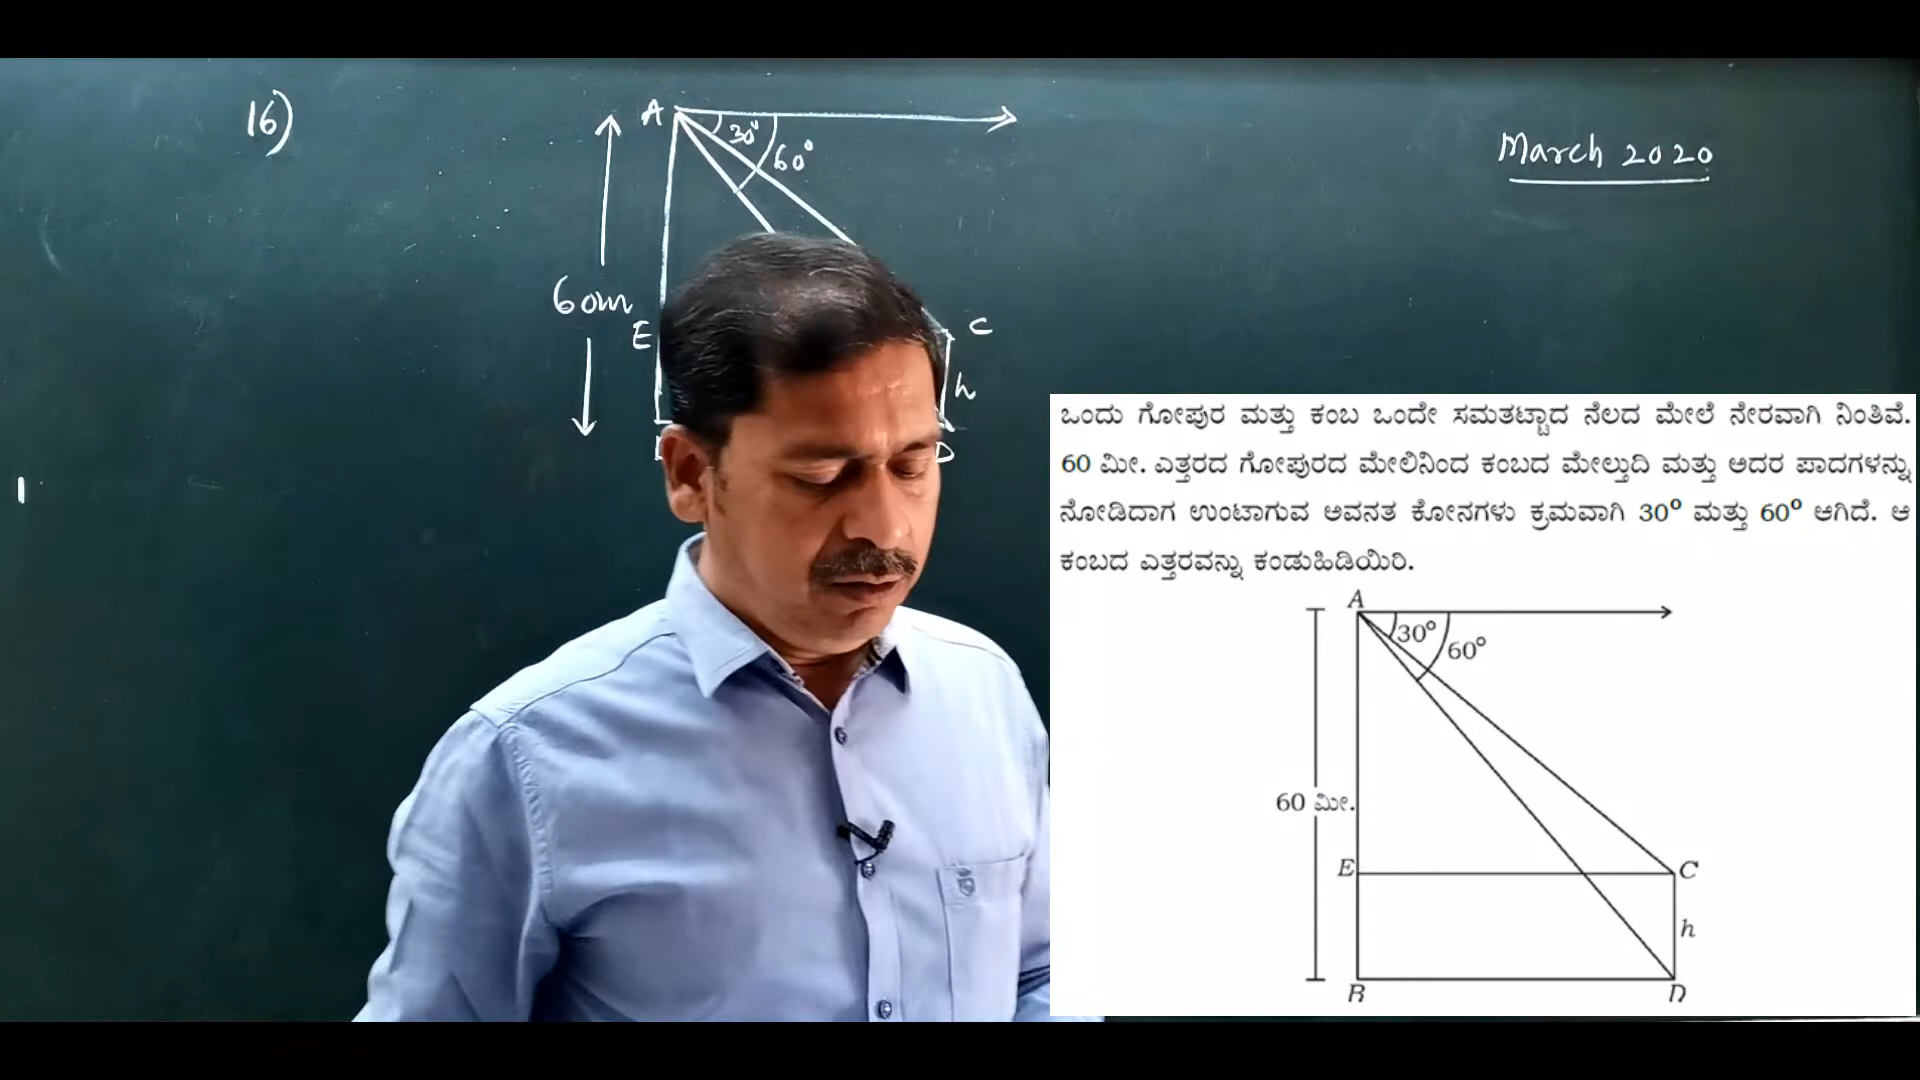 16)
March 2020
A
30°
60°
60m
E
C
h
D
ಒಂದು ಗೋಪುರ ಮತ್ತು ಕಂಬ ಒಂದೇ ಸಮತಟ್ಟಾದ ನೆಲದ ಮೇಲೆ ನೇರವಾಗಿ ನಿಂತಿವೆ.
60 ಮೀ. ಎತ್ತರದ ಗೋಪುರದ ಮೇಲಿನಿಂದ ಕಂಬದ ಮೇಲ್ತುದಿ ಮತ್ತು ಅದರ ಪಾದಗಳನ್ನು
ನೋಡಿದಾಗ ಉಂಟಾಗುವ ಅವನತ ಕೋನಗಳು ಕ್ರಮವಾಗಿ 30° ಮತ್ತು 60° ಆಗಿದೆ. ಆ
ಕಂಬದ ಎತ್ತರವನ್ನು ಕಂಡುಹಿಡಿಯಿರಿ.
A
30°
60°
60 ಮೀ.
E
C
h
B
D